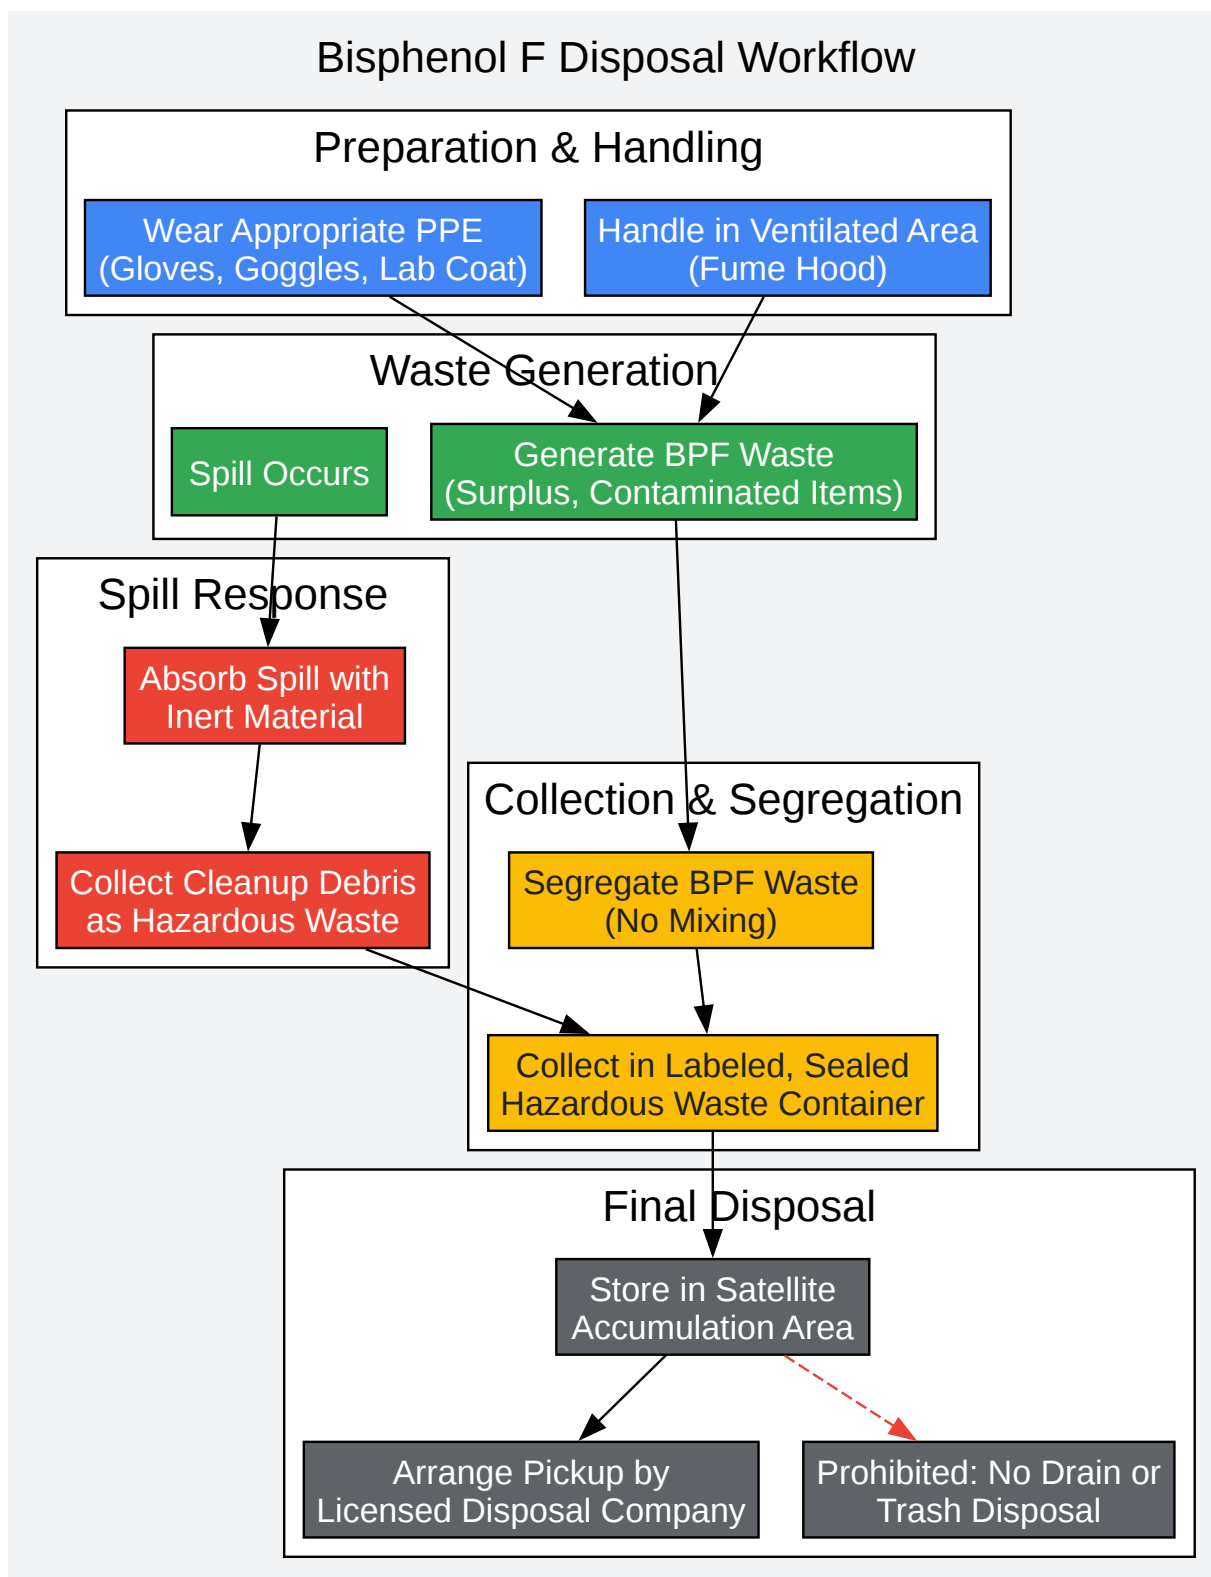 Bisphenol F Disposal Workflow
Preparation & Handling
Wear Appropriate PPE
(Gloves, Goggles, Lab Coat)
Handle in Ventilated Area
(Fume Hood)
Waste Generation
Spill Occurs
Generate BPF Waste
(Surplus, Contaminated Items)
Spill Response
Absorb Spill with
Inert Material
Collect Cleanup Debris
as Hazardous Waste
Collection & Segregation
Segregate BPF Waste
(No Mixing)
Collect in Labeled, Sealed
Hazardous Waste Container
Final Disposal
Store in Satellite
Accumulation Area
Arrange Pickup by
Licensed Disposal Company
Prohibited: No Drain or
Trash Disposal